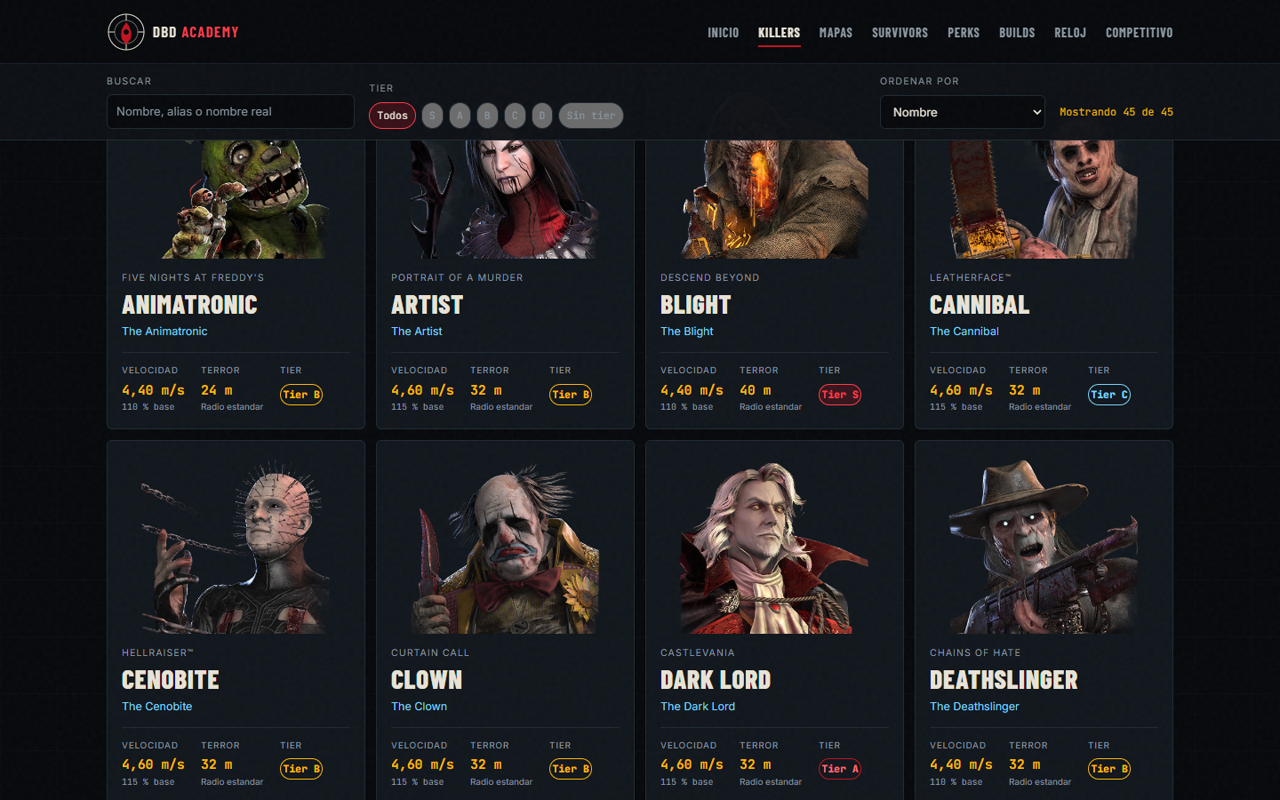 DBD ACADEMY
INICIO KILLERS MAPAS SURVIVORS PERKS BUILDS RELOJ COMPETITIVO
BUSCAR
Nombre, alias o nombre real
TIER
Todos S A B C D Sin tier
ORDENAR POR
Nombre
Mostrando 45 de 45
FIVE NIGHTS AT FREDDY'S
ANIMATRONIC
The Animatronic
VELOCIDAD TERROR TIER
4,40 m/s 24 m Tier B
110 % base Radio estandar
PORTRAIT OF A MURDER
ARTIST
The Artist
VELOCIDAD TERROR TIER
4,60 m/s 32 m Tier B
115 % base Radio estandar
DESCEND BEYOND
BLIGHT
The Blight
VELOCIDAD TERROR TIER
4,40 m/s 40 m Tier S
110 % base Radio estandar
LEATHERFACE™
CANNIBAL
The Cannibal
VELOCIDAD TERROR TIER
4,60 m/s 32 m Tier C
115 % base Radio estandar
HELLRAISER™
CENOBITE
The Cenobite
VELOCIDAD TERROR TIER
4,60 m/s 32 m Tier B
115 % base Radio estandar
CURTAIN CALL
CLOWN
The Clown
VELOCIDAD TERROR TIER
4,60 m/s 32 m Tier B
115 % base Radio estandar
CASTLEVANIA
DARK LORD
The Dark Lord
VELOCIDAD TERROR TIER
4,60 m/s 32 m Tier A
115 % base Radio estandar
CHAINS OF HATE
DEATHSLINGER
The Deathslinger
VELOCIDAD TERROR TIER
4,40 m/s 32 m Tier B
110 % base Radio estandar